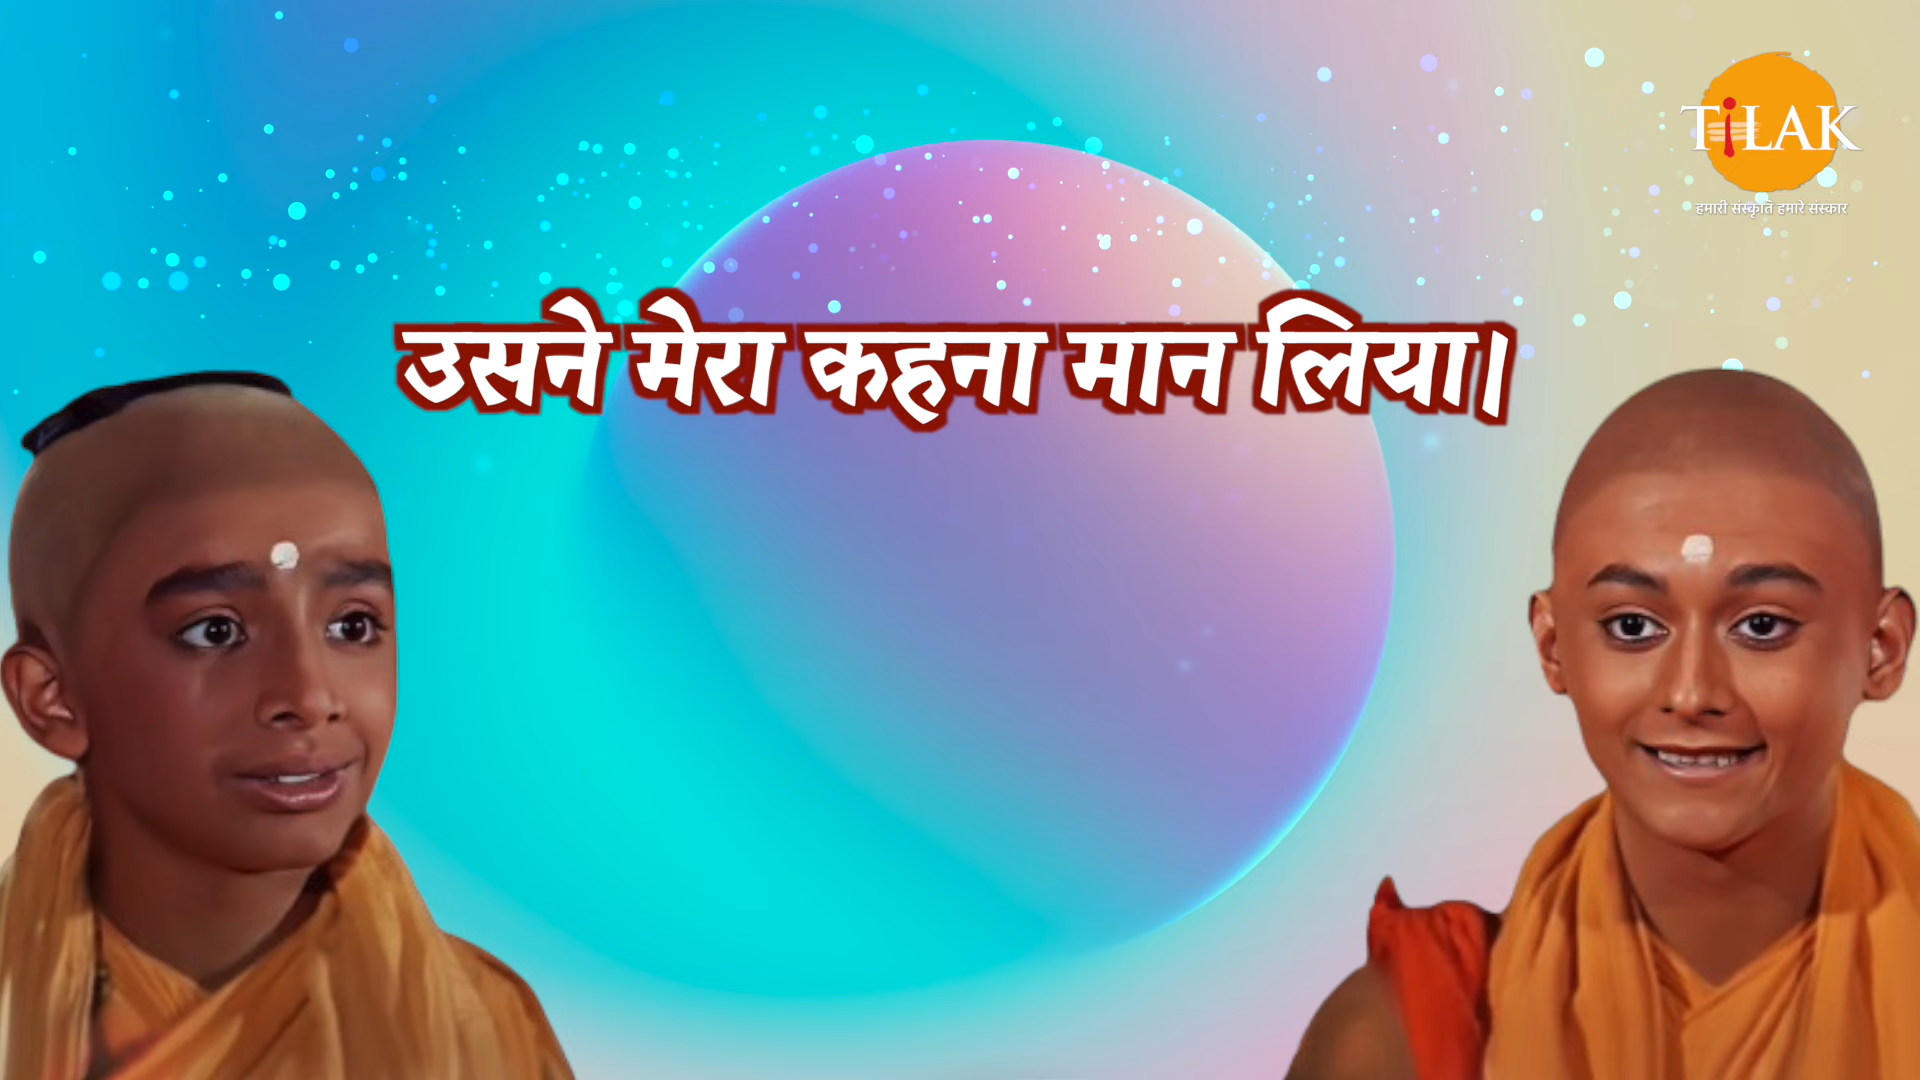 TiLAK
हमारी संस्कृति हमारे संस्कार
उसने मेरा कहना मान लिया।